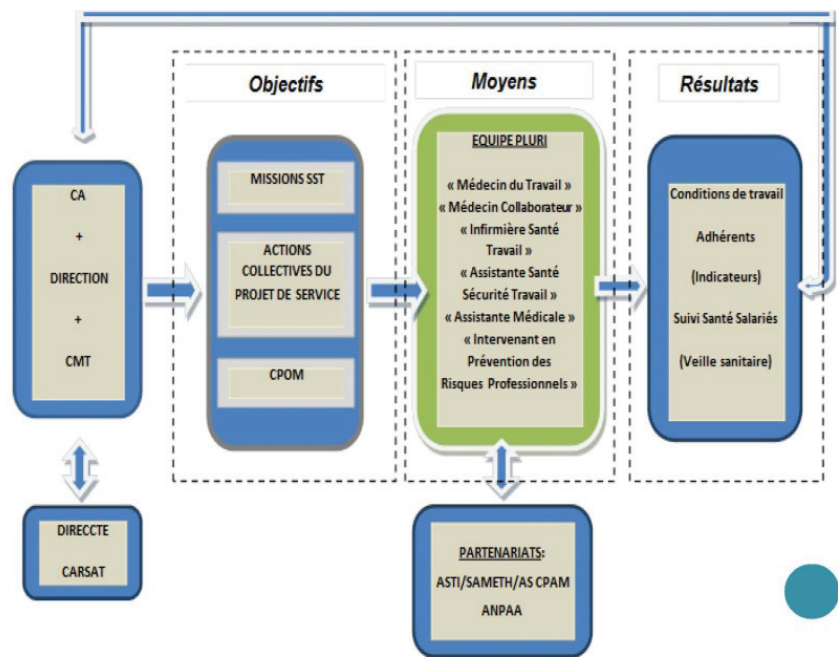 Objectifs
Moyens
Résultats
CA
+
DIRECTION
+
CMT
MISSIONS SST
ACTIONS
COLLECTIVES DU
PROJET DE SERVICE
CPOM
EQUIPE PLURI
« Médecin du Travail »
« Médecin Collaborateur »
« Infirmière Santé
Travail »
« Assistante Santé
Sécurité Travail »
« Assistante Médicale »
« Intervenant en
Prévention des
Risques Professionnels »
Conditions de travail
Adhérents
(Indicateurs)
Suivi Santé Salariés
(Veille sanitaire)
DIRECCTE
CARSAT
PARTENARIATS:
ASTI/SAMETH/AS CPAM
ANPAA